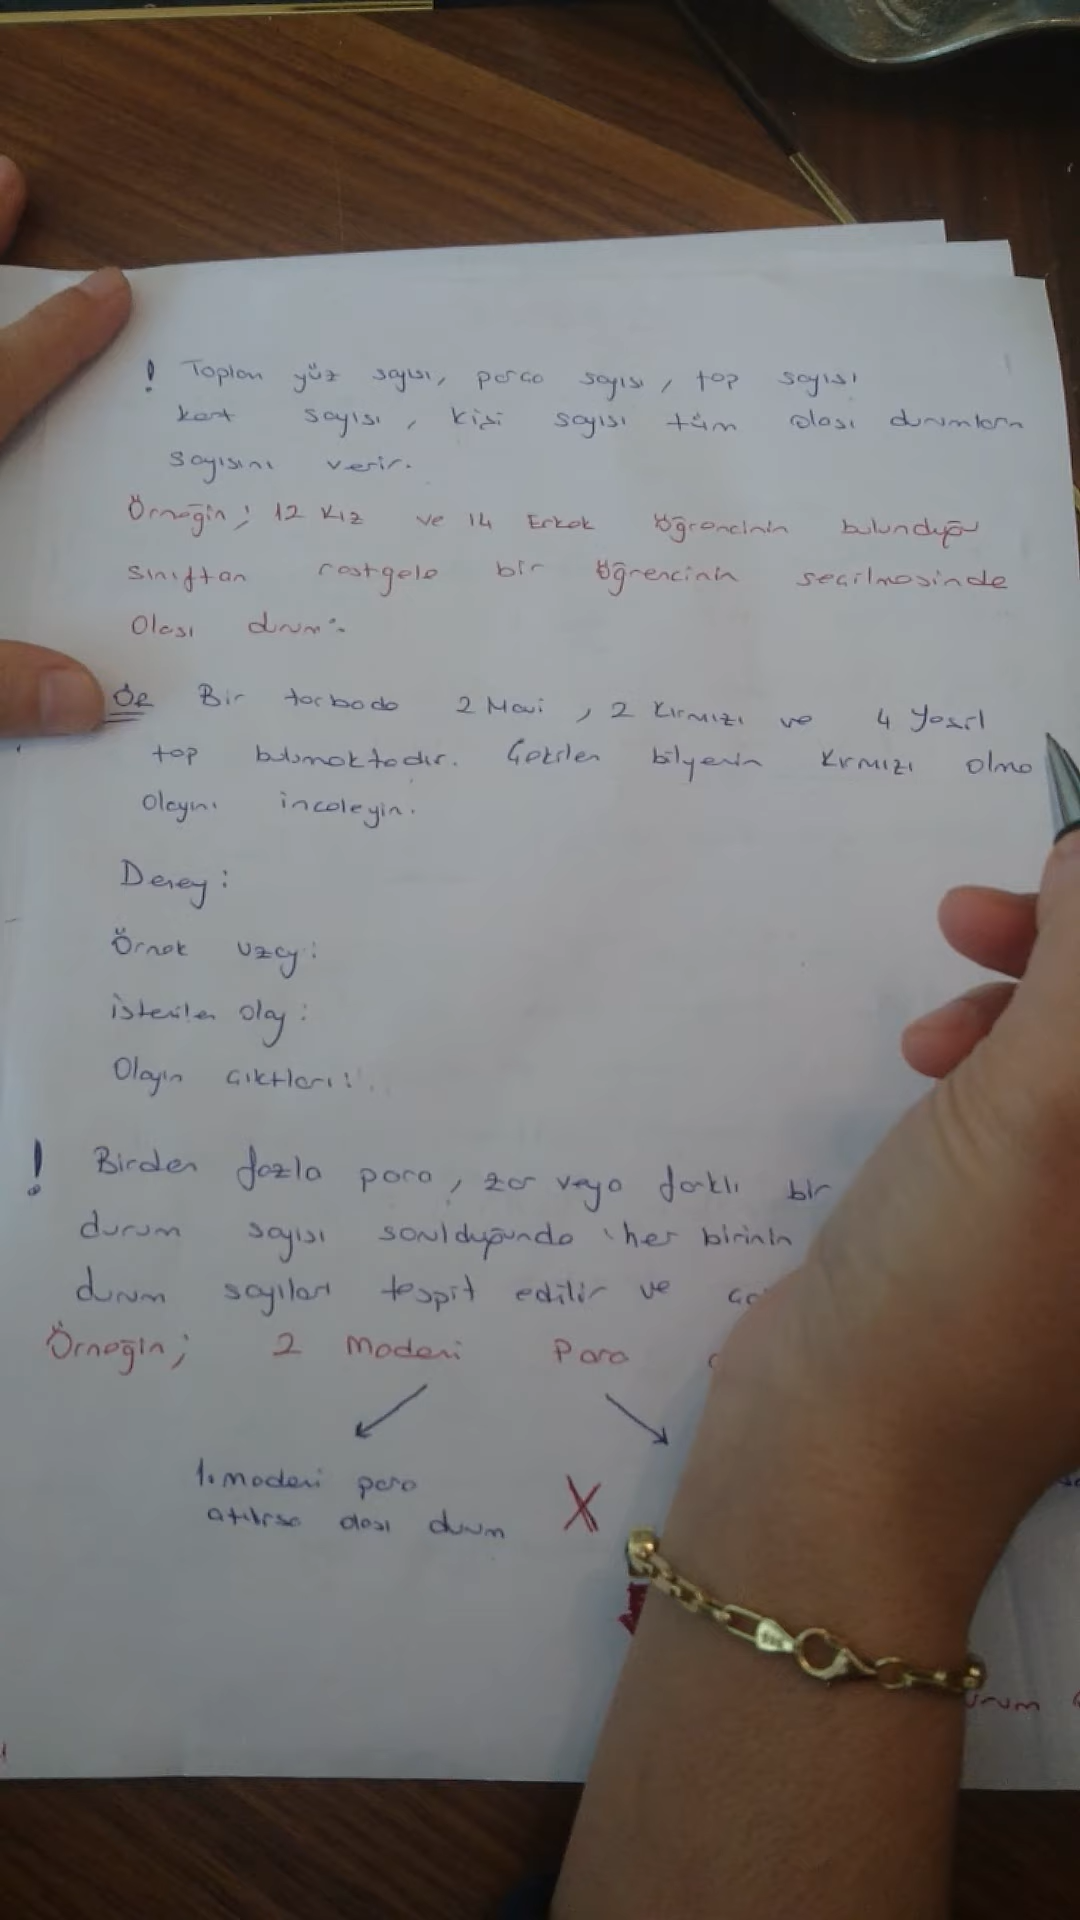 ! Toplam yüz sayısı, parça sayısı, top sayısı
kart sayısı, kişi sayısı tüm olası durumların
sayısını verir.
Örneğin; 12 Kız ve 14 Erkek öğrencinin bulunduğu
sınıftan rastgele bir öğrencinin seçilmesinde
Olası durum:
Ör Bir torbada 2 Mavi, 2 Kırmızı ve 4 Yeşil
top bulunmaktadır. Çekilen bilyenin kırmızı olma
olayını inceleyin.
Deney:
Örnek uzay:
istenilen olay:
Olayın çıktıları:
! Birden fazla para, zar veya farklı bir
durum sayısı sorulduğunda her birinin
durum sayıları tespit edilir ve
Örneğin; 2 Madeni Para
1. madeni para
atılırsa olası durum X
urum